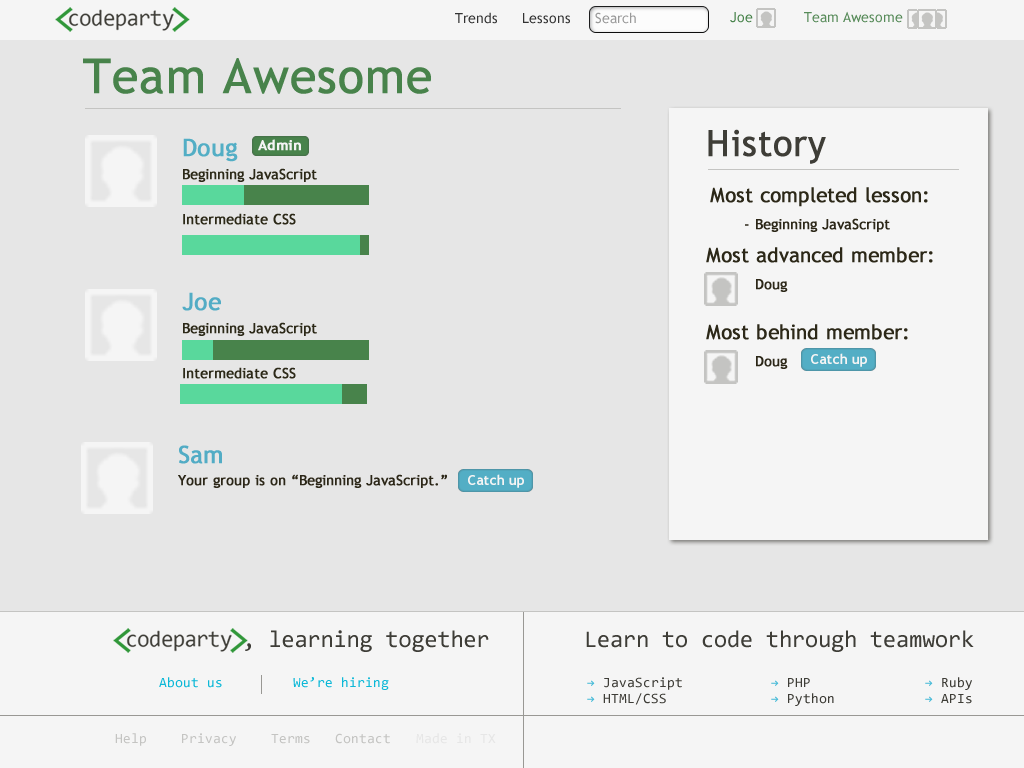 <codeparty> Trends Lessons Search Joe Team Awesome
Team Awesome
Doug Admin
Beginning JavaScript
Intermediate CSS
Joe
Beginning JavaScript
Intermediate CSS
Sam
Your group is on “Beginning JavaScript.” Catch up
History
Most completed lesson:
- Beginning JavaScript
Most advanced member:
Doug
Most behind member:
Doug Catch up
<codeparty>, learning together
About us We’re hiring
Learn to code through teamwork
→ JavaScript → PHP → Ruby
→ HTML/CSS → Python → APIs
Help Privacy Terms Contact Made in TX